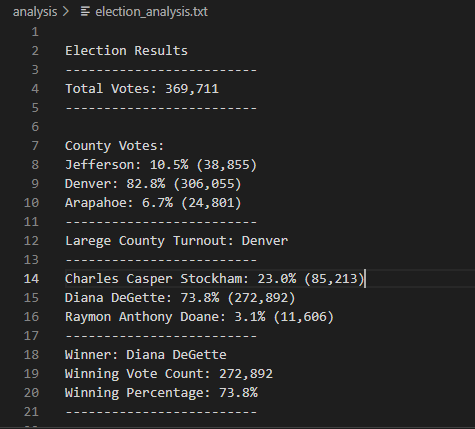 analysis > election_analysis.txt
1
2 Election Results
3 -------------------------
4 Total Votes: 369,711
5 -------------------------
6
7 County Votes:
8 Jefferson: 10.5% (38,855)
9 Denver: 82.8% (306,055)
10 Arapahoe: 6.7% (24,801)
11 -------------------------
12 Larege County Turnout: Denver
13 -------------------------
14 Charles Casper Stockham: 23.0% (85,213)
15 Diana DeGette: 73.8% (272,892)
16 Raymon Anthony Doane: 3.1% (11,606)
17 -------------------------
18 Winner: Diana DeGette
19 Winning Vote Count: 272,892
20 Winning Percentage: 73.8%
21 -------------------------